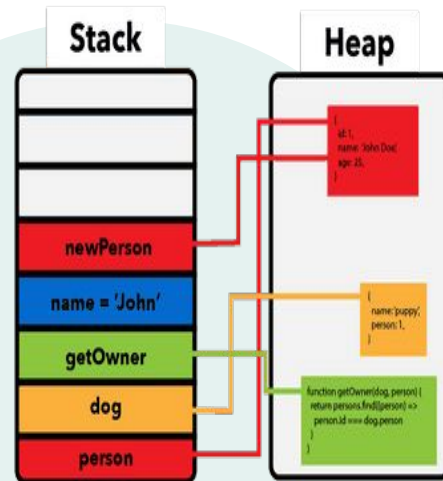 Stack
newPerson
name = ‘John’
getOwner
dog
person
Heap
{
id: 1,
name: 'John Doe',
age: 25,
}
{
name: 'puppy',
person: 1,
}
function getOwner(dog, person) {
return persons.find((person) =>
person.id === dog.person
)
}